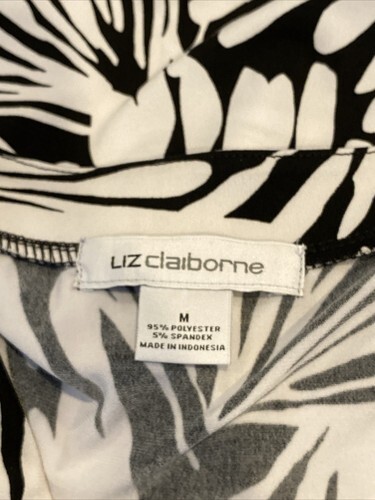 LIZ claiborne
M
95% POLYESTER
5% SPANDEX
MADE IN INDONESIA